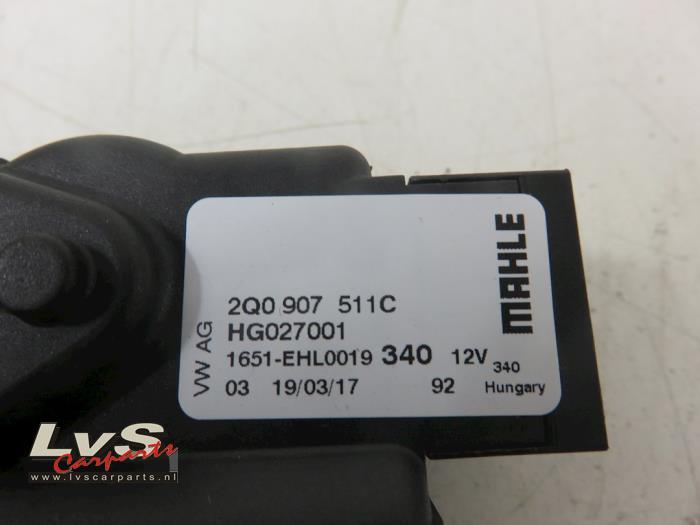 2Q0 907 511C
HG027001
1651-EHL0019 340 12V 340
03 19/03/17 92 Hungary
VW AG
MAHLE
LvS
Carparts
www.lvscarparts.nl